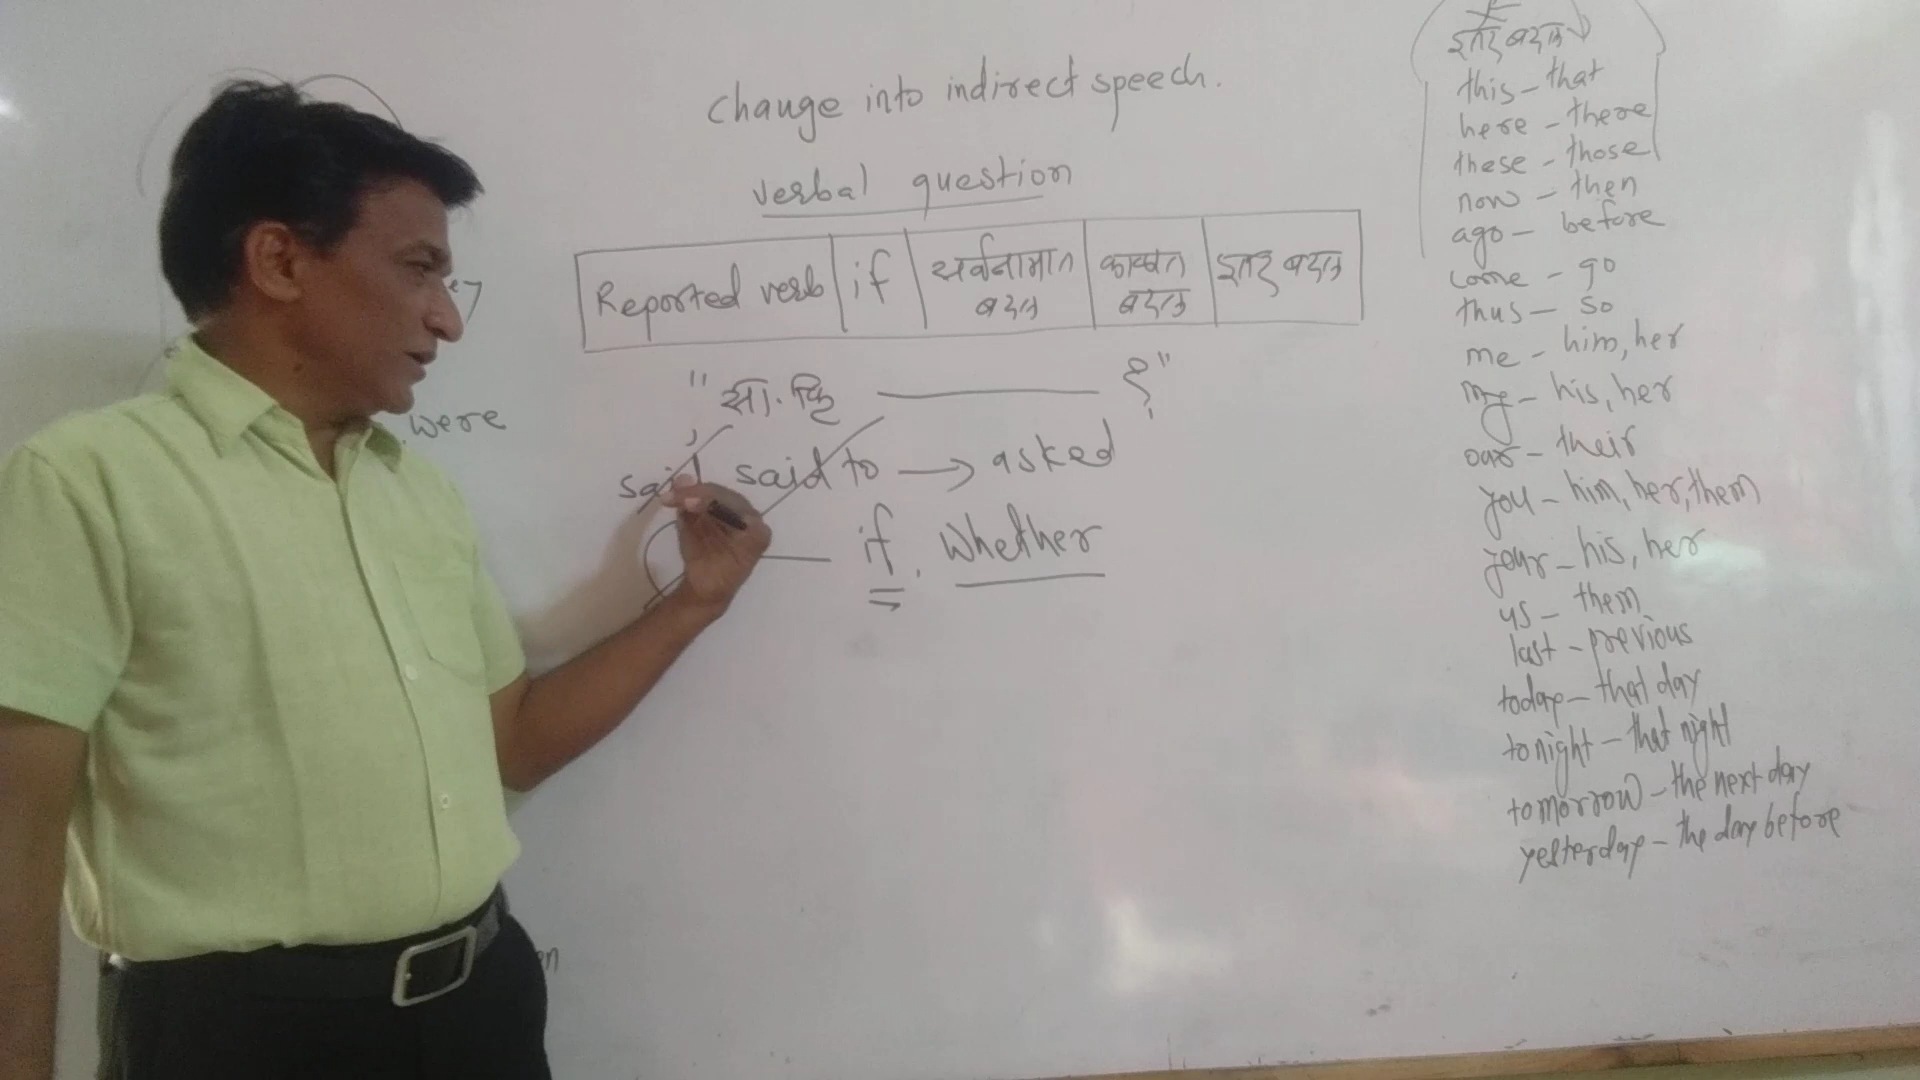 change into indirect speech.
verbal question
Reported verb if सर्वनामात बदल काळात बदल इतर बदल
" सा. क्रि ——— ? "
said, said to → asked
— if, Whether
were
इतर बदल
this - that
here - there
these - those
now - then
ago - before
come - go
thus - so
me - him, her
my - his, her
our - their
you - him, her, them
your - his, her
us - them
last - previous
today - that day
tonight - that night
tomorrow - the next day
yesterday - the day before